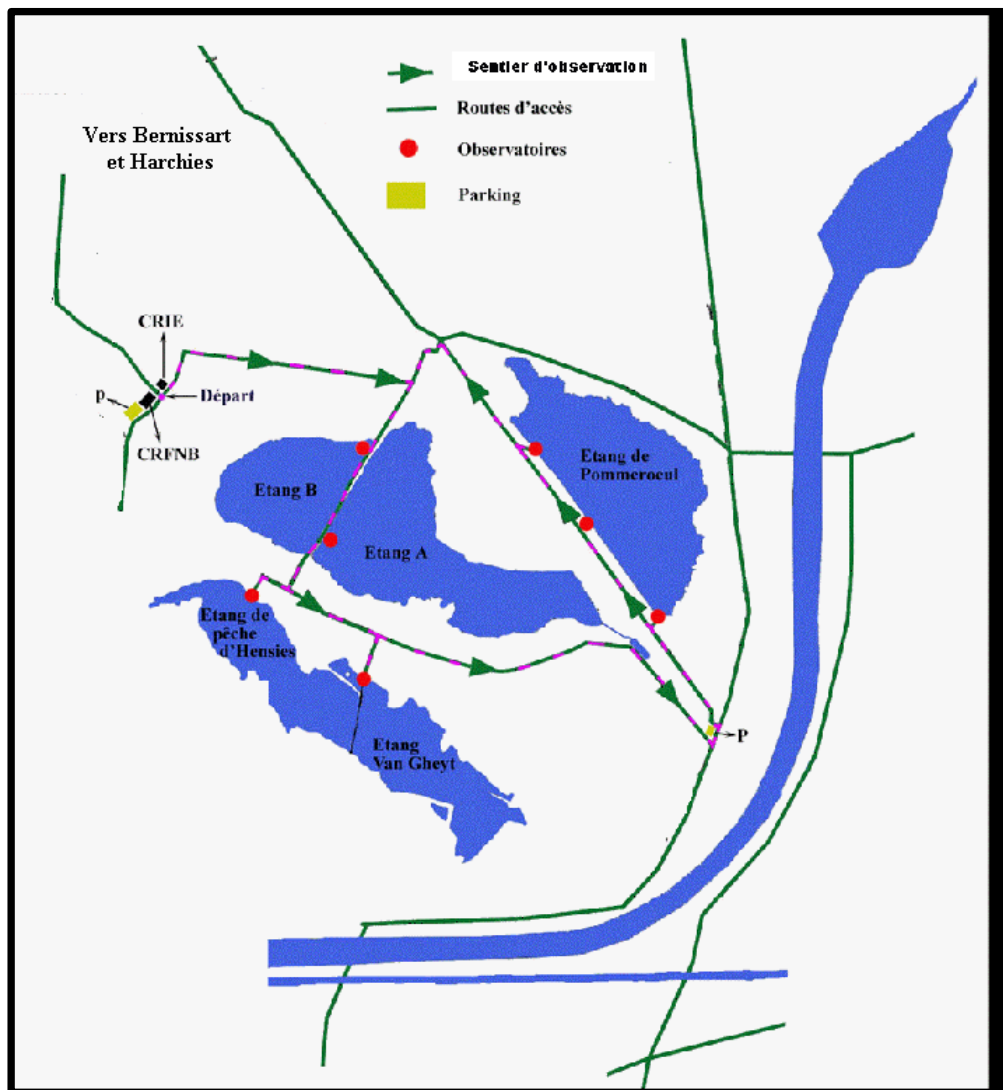 Sentier d'observation
Routes d'accès
Observatoires
Parking
Vers Bernissart
et Harchies
CRIE
P
Départ
CRFNB
Etang B
Etang A
Etang de
Pommeroeul
Etang de
pêche
d'Hensies
Etang
Van Gheyt
P